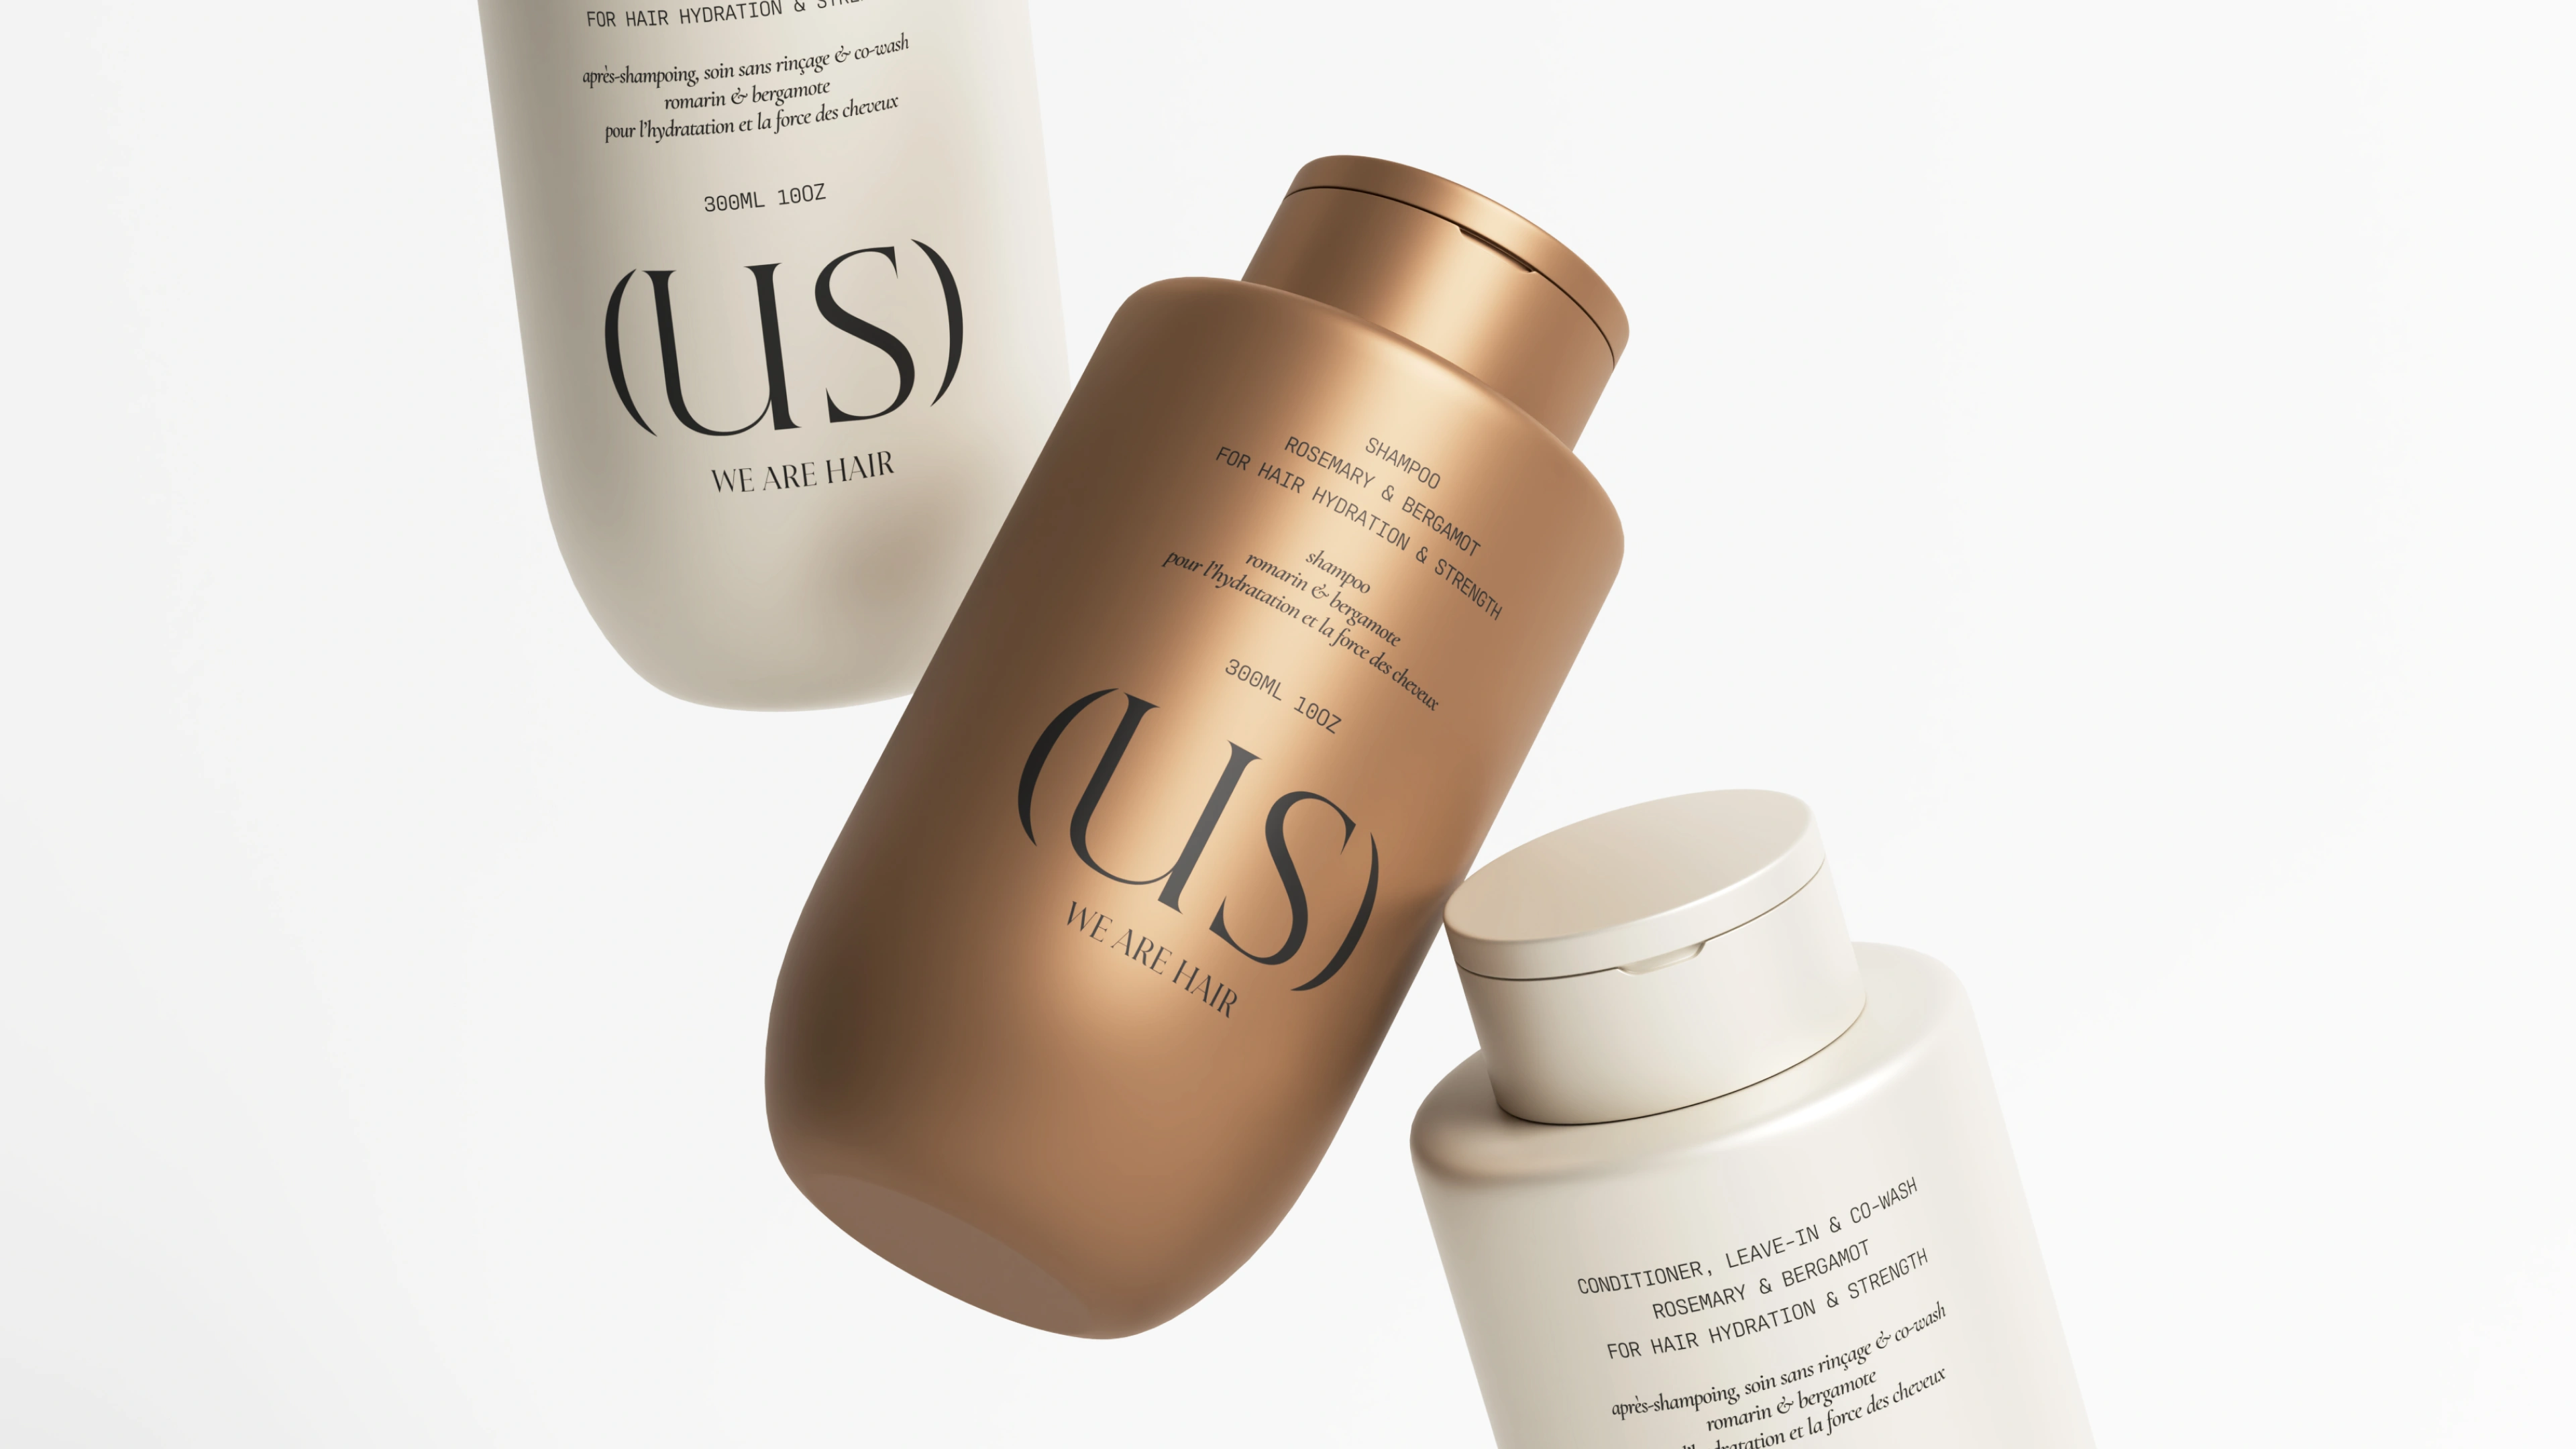 FOR HAIR HYDRATION &
après-shampoing, soin sans rinçage & co-wash
romarin & bergamote
pour l'hydratation et la force des cheveux
300ML 10OZ
(US)
WE ARE HAIR
SHAMPOO
ROSEMARY & BERGAMOT
FOR HAIR HYDRATION & STRENGTH
shampoo
romarin & bergamote
pour l'hydratation et la force des cheveux
300ML 10OZ
(US)
WE ARE HAIR
CONDITIONER, LEAVE-IN & CO-WASH
ROSEMARY & BERGAMOT
FOR HAIR HYDRATION & STRENGTH
après-shampoing, soin sans rinçage & co-wash
romarin & bergamote
et la force des cheveux